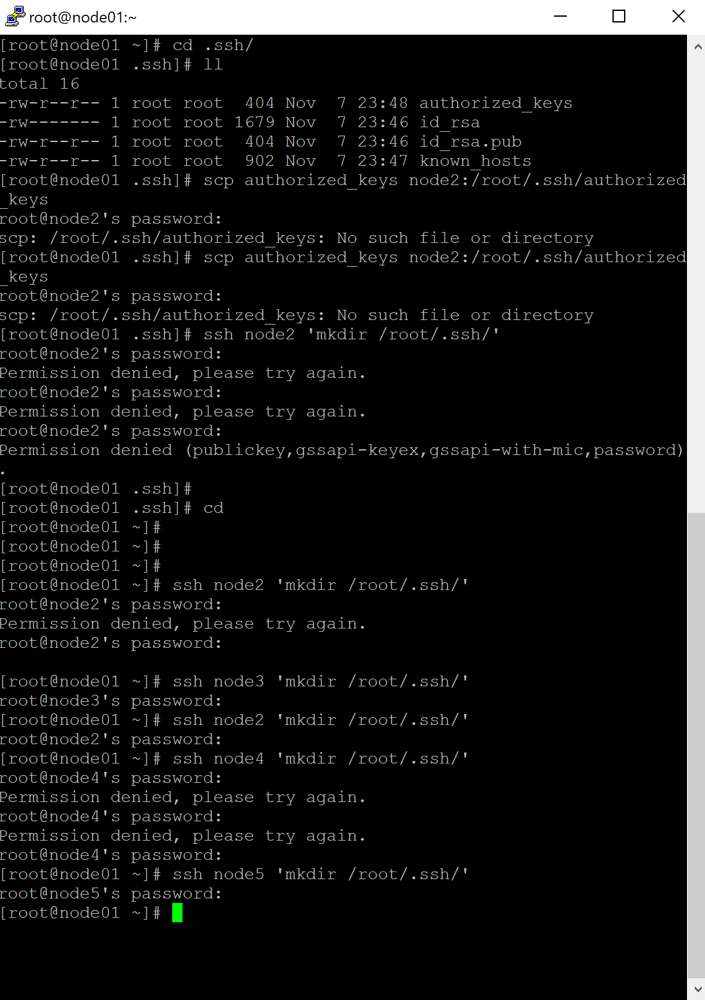 root@node01:~
[root@node01 ~]# cd .ssh/
[root@node01 .ssh]# ll
total 16
-rw-r--r-- 1 root root  404 Nov  7 23:48 authorized_keys
-rw------- 1 root root 1679 Nov  7 23:46 id_rsa
-rw-r--r-- 1 root root  404 Nov  7 23:46 id_rsa.pub
-rw-r--r-- 1 root root  902 Nov  7 23:47 known_hosts
[root@node01 .ssh]# scp authorized_keys node2:/root/.ssh/authorized
_keys
root@node2's password:
scp: /root/.ssh/authorized_keys: No such file or directory
[root@node01 .ssh]# scp authorized_keys node2:/root/.ssh/authorized
_keys
root@node2's password:
scp: /root/.ssh/authorized_keys: No such file or directory
[root@node01 .ssh]# ssh node2 'mkdir /root/.ssh/'
root@node2's password:
Permission denied, please try again.
root@node2's password:
Permission denied, please try again.
root@node2's password:
Permission denied (publickey,gssapi-keyex,gssapi-with-mic,password)
.
[root@node01 .ssh]#
[root@node01 .ssh]# cd
[root@node01 ~]#
[root@node01 ~]#
[root@node01 ~]#
[root@node01 ~]# ssh node2 'mkdir /root/.ssh/'
root@node2's password:
Permission denied, please try again.
root@node2's password:
[root@node01 ~]# ssh node3 'mkdir /root/.ssh/'
root@node3's password:
[root@node01 ~]# ssh node2 'mkdir /root/.ssh/'
root@node2's password:
[root@node01 ~]# ssh node4 'mkdir /root/.ssh/'
root@node4's password:
Permission denied, please try again.
root@node4's password:
Permission denied, please try again.
root@node4's password:
[root@node01 ~]# ssh node5 'mkdir /root/.ssh/'
root@node5's password:
[root@node01 ~]#